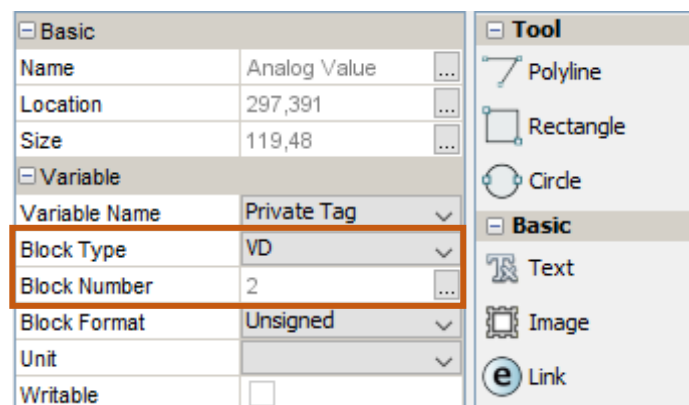 Basic
Name Analog Value ...
Location 297,391 ...
Size 119,48 ...
Variable
Variable Name Private Tag
Block Type VD
Block Number 2 ...
Block Format Unsigned
Unit
Writable
Tool
Polyline
Rectangle
Circle
Basic
Text
Image
e Link